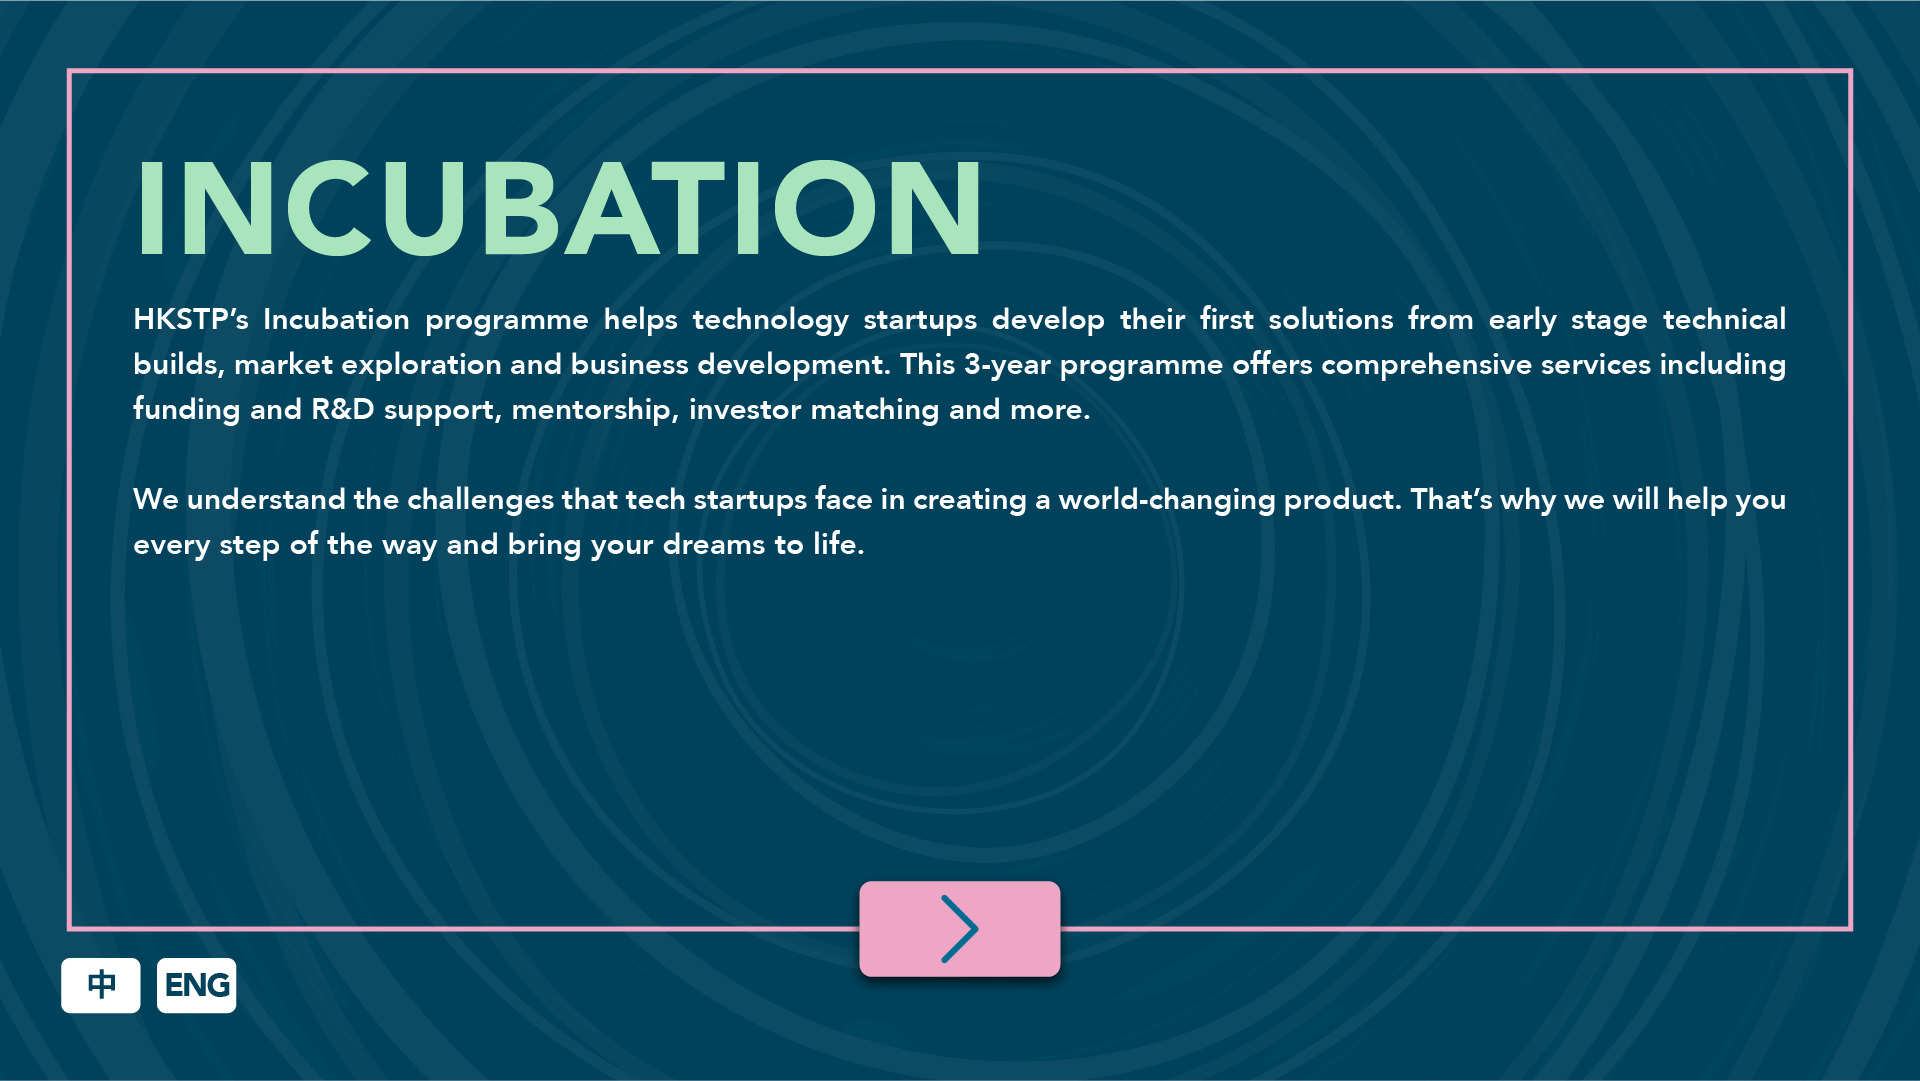 INCUBATION
HKSTP’s Incubation programme helps technology startups develop their first solutions from early stage technical
builds, market exploration and business development. This 3-year programme offers comprehensive services including
funding and R&D support, mentorship, investor matching and more.
We understand the challenges that tech startups face in creating a world-changing product. That’s why we will help you
every step of the way and bring your dreams to life.
中
ENG